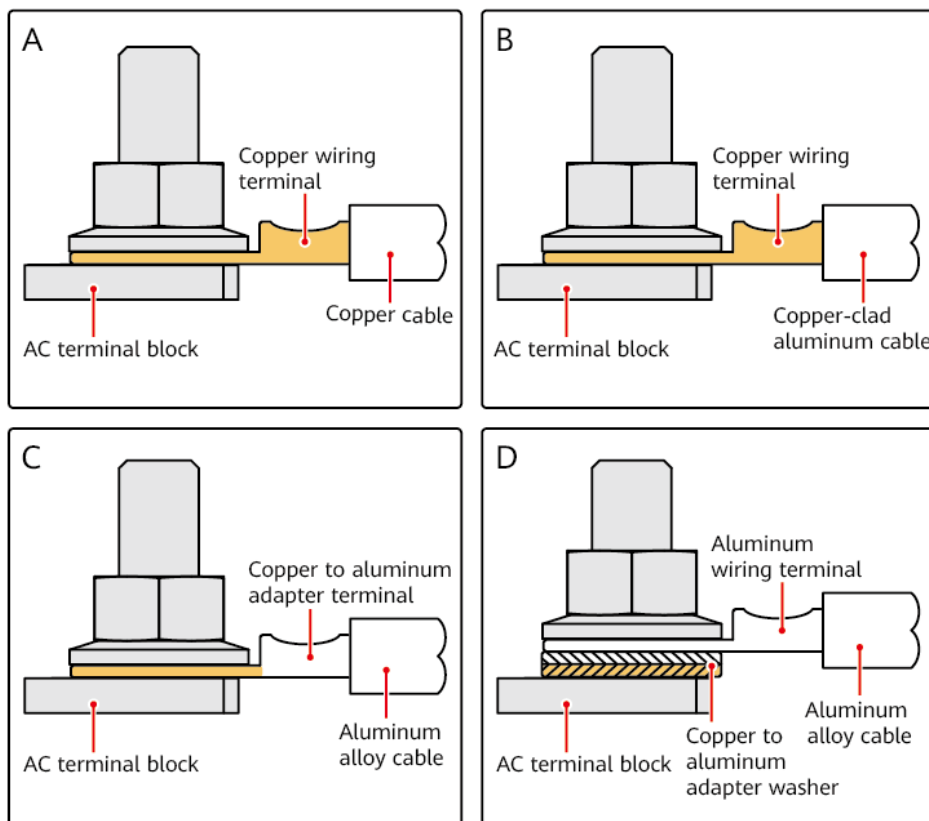 A
Copper wiring
terminal
Copper cable
AC terminal block
B
Copper wiring
terminal
Copper-clad
aluminum cable
AC terminal block
C
Copper to aluminum
adapter terminal
Aluminum
alloy cable
AC terminal block
D
Aluminum
wiring terminal
Aluminum
alloy cable
Copper to
aluminum
adapter washer
AC terminal block